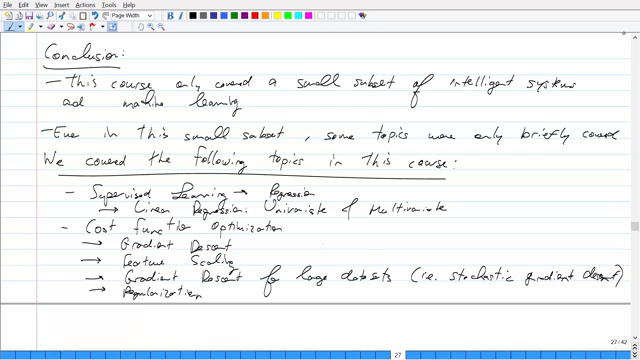 File Edit View Insert Actions Tools Help
Page Width
B
Conclusion:
- This course only covered a small subset of intelligent systems
ad machine learning
- Even in this small subset, some topics were only briefly covered
We covered the following topics in this course:
- Supervised Learning → Regression
→ Linear Regression: Univariate & Multivariate
- Cost Function Optimization
→ Gradient Descent
→ Feature Scaling
→ Gradient Descent for large datasets (i.e. stochastic gradient descent)
→ Regularization
27/42
27